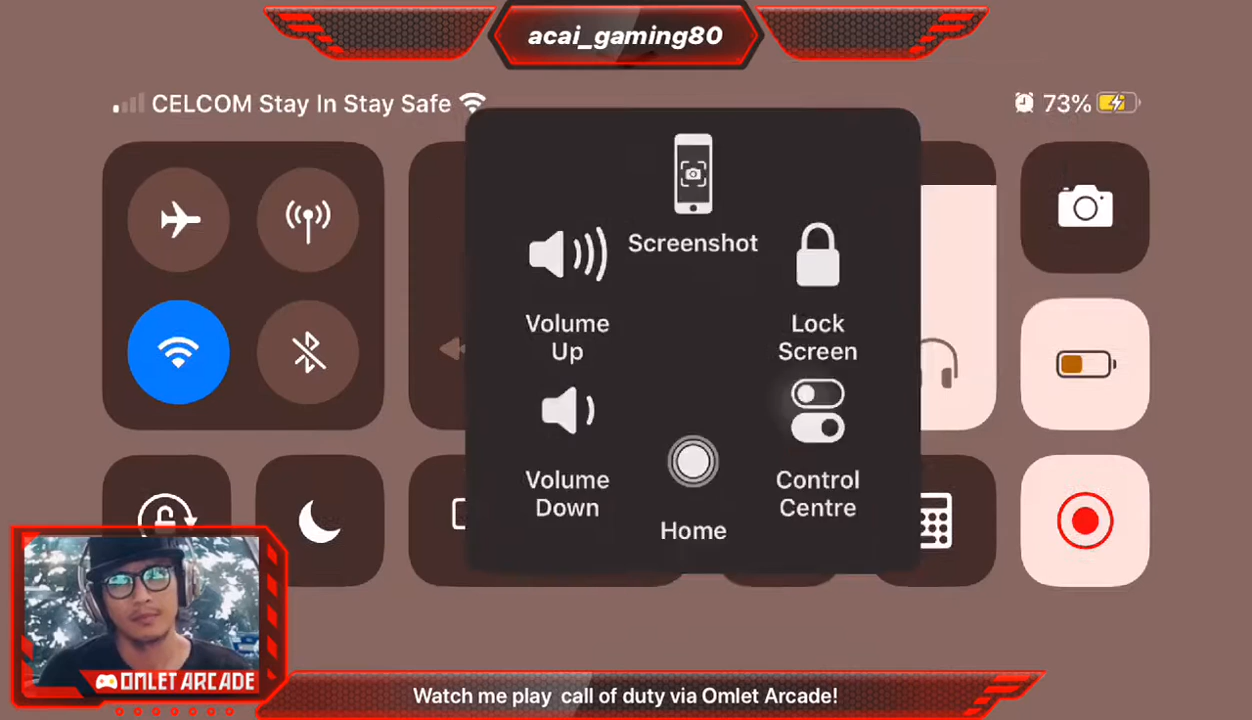 acai_gaming80
CELCOM Stay In Stay Safe
73%
Screenshot
Volume
Up
Lock
Screen
Volume
Down
Home
Control
Centre
OMLET ARCADE
Watch me play call of duty via Omlet Arcade!